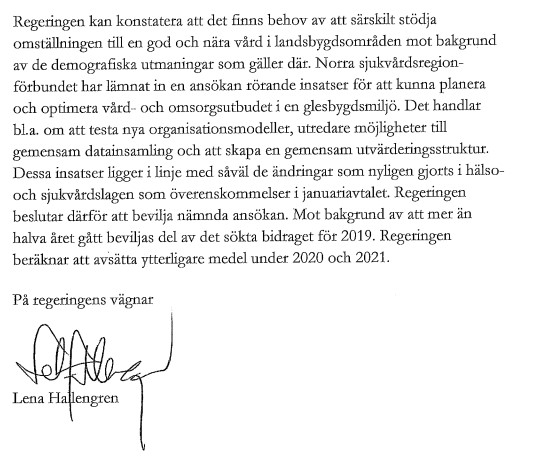 Regeringen kan konstatera att det finns behov av att särskilt stödja
omställningen till en god och nära vård i landsbygdsområden mot bakgrund
av de demografiska utmaningar som gäller där. Norra sjukvårdsregion-
förbundet har lämnat in en ansökan rörande insatser för att kunna planera
och optimera vård- och omsorgsutbudet i en glesbygdsmiljö. Det handlar
bl.a. om att testa nya organisationsmodeller, utredare möjligheter till
gemensam datainsamling och att skapa en gemensam utvärderingsstruktur.
Dessa insatser ligger i linje med såväl de ändringar som nyligen gjorts i hälso-
och sjukvårdslagen som överenskommelser i januariavtalet. Regeringen
beslutar därför att bevilja nämnda ansökan. Mot bakgrund av att mer än
halva året gått beviljas del av det sökta bidraget för 2019. Regeringen
beräknar att avsätta ytterligare medel under 2020 och 2021.
På regeringens vägnar
Lena Hallengren